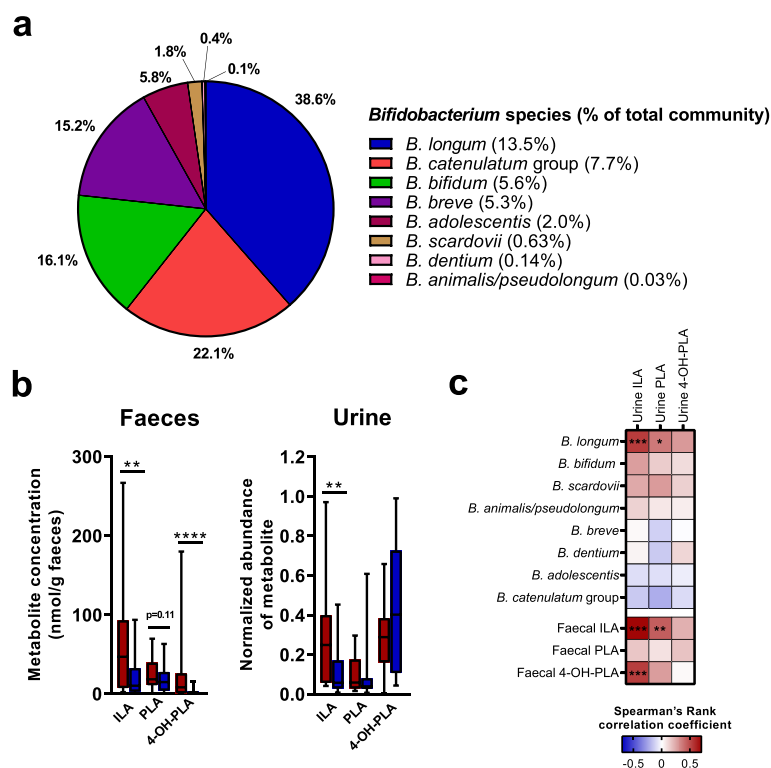 a
0.4%
1.8%
0.1%
5.8%
38.6%
15.2%
16.1%
22.1%
Bifidobacterium species (% of total community)
B. longum (13.5%)
B. catenulatum group (7.7%)
B. bifidum (5.6%)
B. breve (5.3%)
B. adolescentis (2.0%)
B. scardovii (0.63%)
B. dentium (0.14%)
B. animalis/pseudolongum (0.03%)
b
Faeces
Metabolite concentration
(nmol/g faeces)
300
200
100
0
**
p=0.11
****
ILA
PLA
4-OH-PLA
Urine
Normalized abundance
of metabolite
1.2
1.0
0.8
0.6
0.4
0.2
0.0
**
ILA
PLA
4-OH-PLA
c
Urine ILA
Urine PLA
Urine 4-OH-PLA
B. longum *** *
B. bifidum
B. scardovii
B. animalis/pseudolongum
B. breve
B. dentium
B. adolescentis
B. catenulatum group
Faecal ILA *** **
Faecal PLA
Faecal 4-OH-PLA ***
Spearman's Rank
correlation coefficient
-0.5 0 0.5